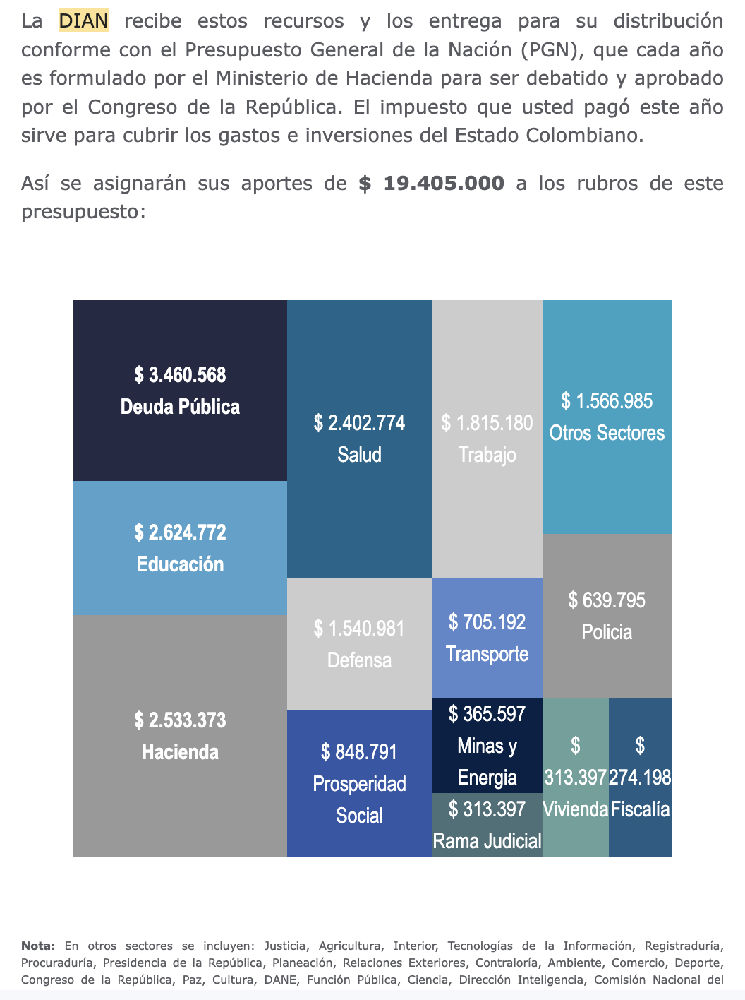 La DIAN recibe estos recursos y los entrega para su distribución
conforme con el Presupuesto General de la Nación (PGN), que cada año
es formulado por el Ministerio de Hacienda para ser debatido y aprobado
por el Congreso de la República. El impuesto que usted pagó este año
sirve para cubrir los gastos e inversiones del Estado Colombiano.
Así se asignarán sus aportes de $ 19.405.000 a los rubros de este
presupuesto:
$ 3.460.568
Deuda Pública
$ 2.624.772
Educación
$ 2.533.373
Hacienda
$ 2.402.774
Salud
$ 1.540.981
Defensa
$ 848.791
Prosperidad
Social
$ 1.815.180
Trabajo
$ 705.192
Transporte
$ 365.597
Minas y
Energia
$ 313.397
Rama Judicial
$ 1.566.985
Otros Sectores
$ 639.795
Policia
$
313.397
Vivienda
$
274.198
Fiscalía
Nota: En otros sectores se incluyen: Justicia, Agricultura, Interior, Tecnologías de la Información, Registraduría,
Procuraduría, Presidencia de la República, Planeación, Relaciones Exteriores, Contraloría, Ambiente, Comercio, Deporte,
Congreso de la República, Paz, Cultura, DANE, Función Pública, Ciencia, Dirección Inteligencia, Comisión Nacional del